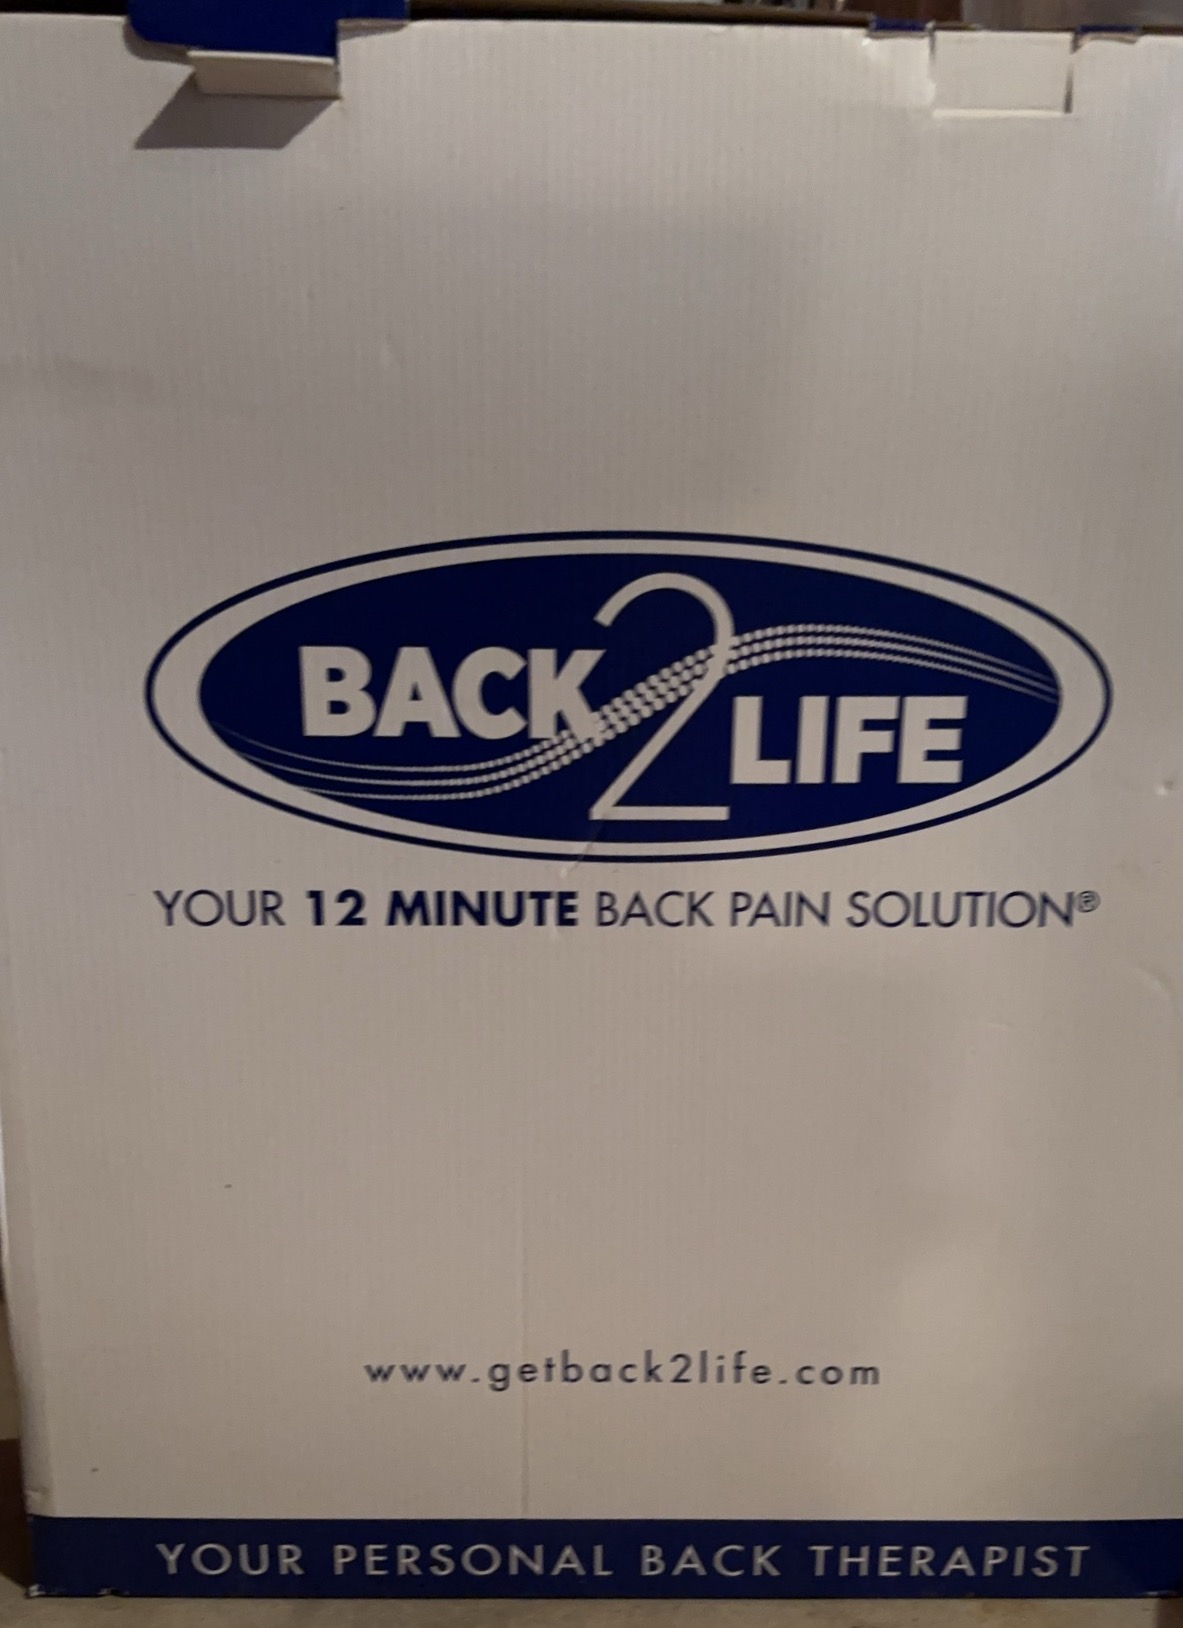 BACK 2 LIFE
YOUR 12 MINUTE BACK PAIN SOLUTION®
www.getback2life.com
YOUR PERSONAL BACK THERAPIST